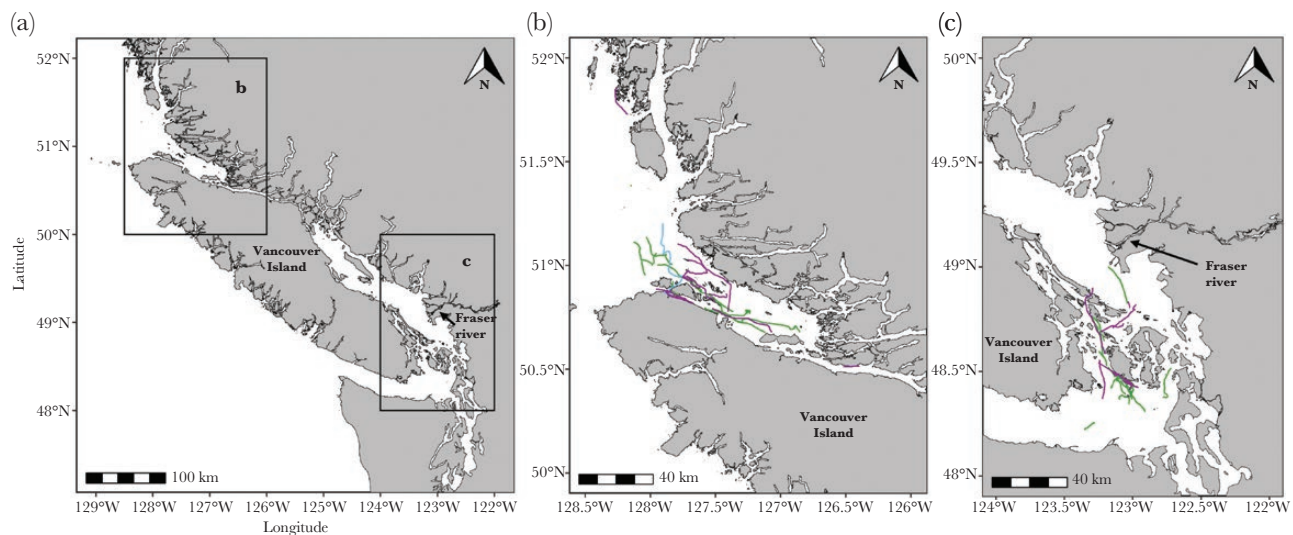 (a)
52°N
51°N
50°N
49°N
48°N
Latitude
b
N
Vancouver
Island
c
Fraser
river
100 km
129°W 128°W 127°W 126°W 125°W 124°W 123°W 122°W
Longitude
(b)
52°N
51.5°N
51°N
50.5°N
50°N
N
Vancouver
Island
40 km
128.5°W 128°W 127.5°W 127°W 126.5°W 126°W
(c)
50°N
49.5°N
49°N
48.5°N
48°N
N
Fraser
river
Vancouver
Island
40 km
124°W 123.5°W 123°W 122.5°W 122°W